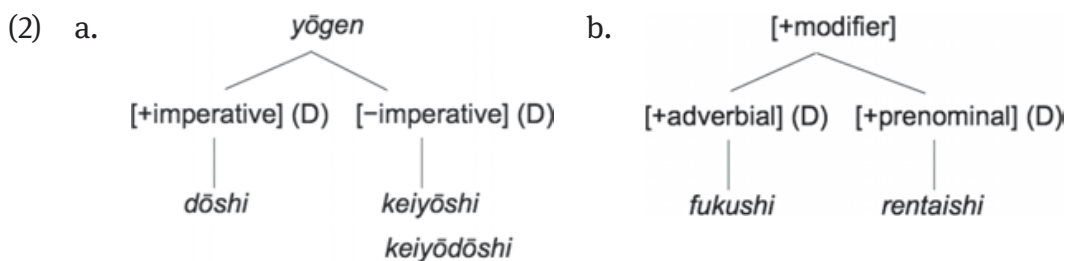 (2) a. yōgen b. [+modifier]
[+imperative] (D) [−imperative] (D) [+adverbial] (D) [+prenominal] (D)
dōshi keiyōshi fukushi rentaishi
keiyōdōshi